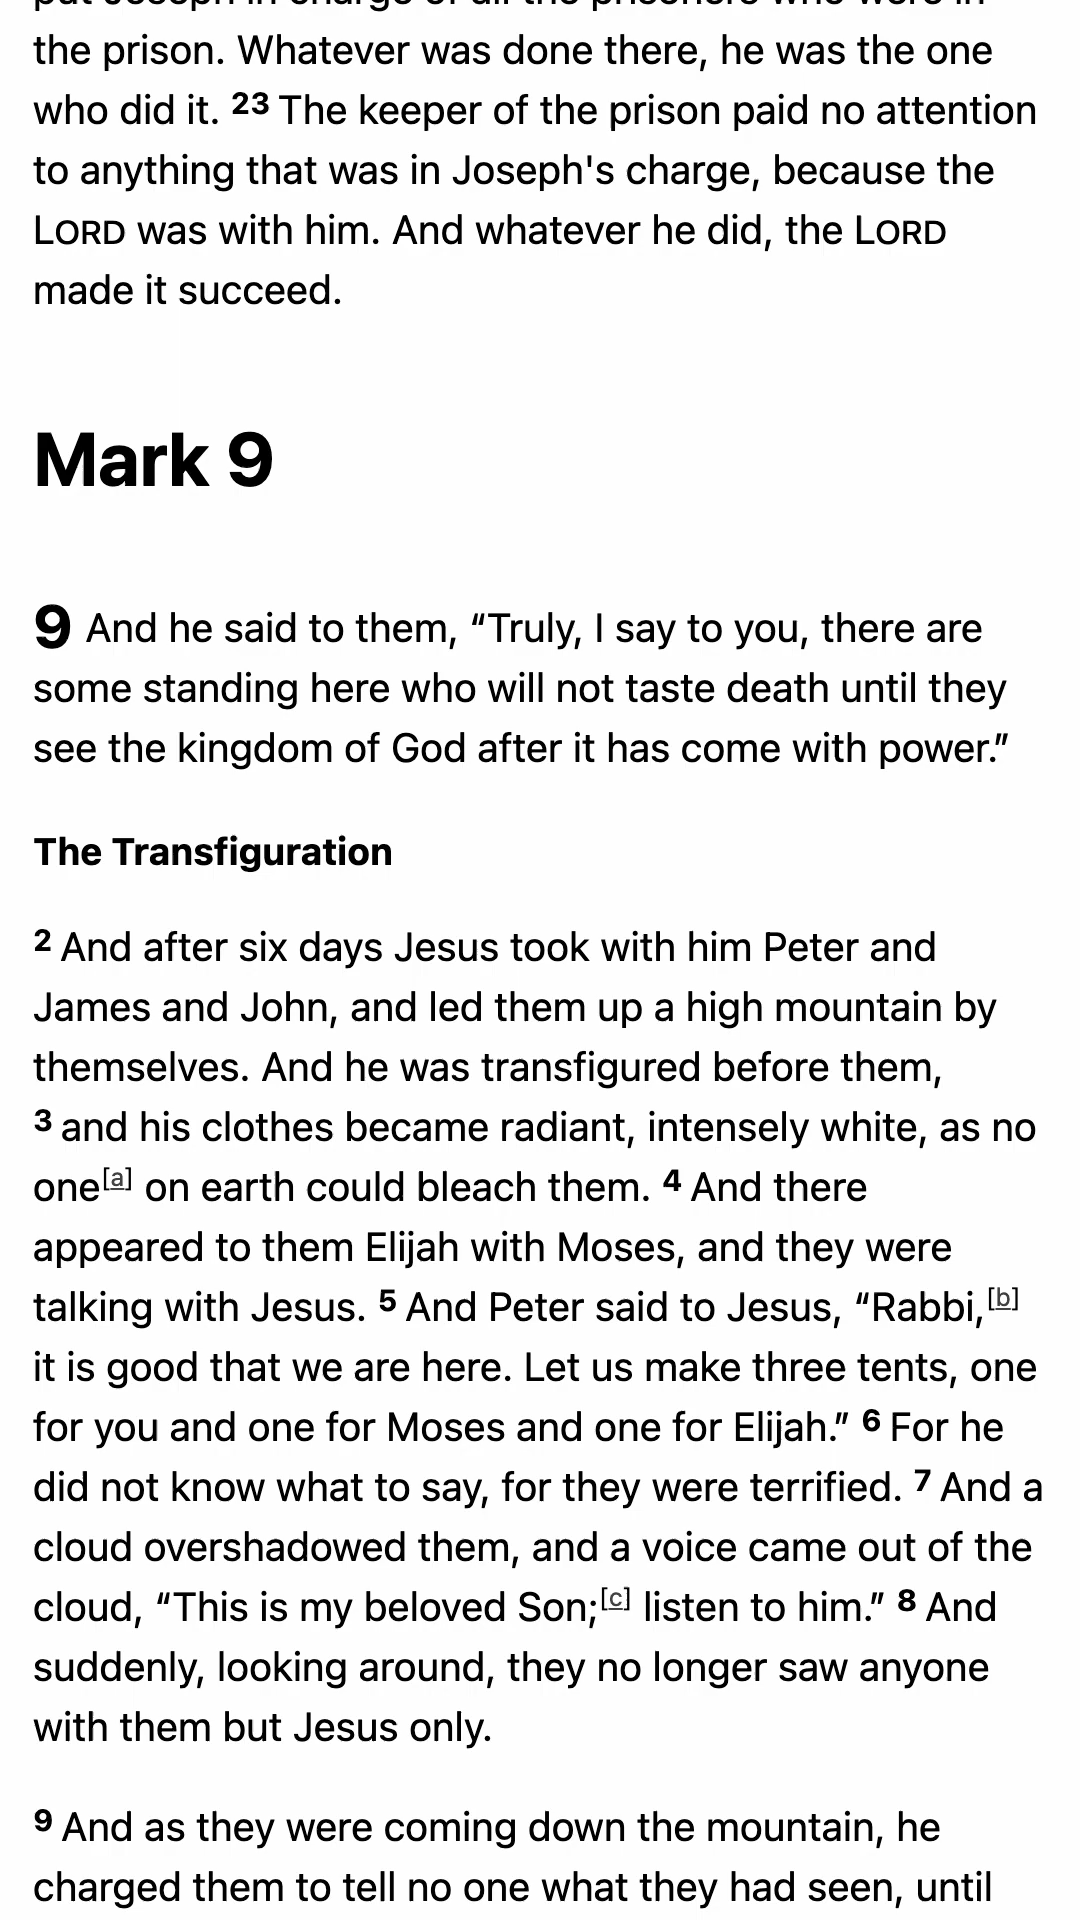 put Joseph in charge of all the prisoners who were in
the prison. Whatever was done there, he was the one
who did it. 23 The keeper of the prison paid no attention
to anything that was in Joseph's charge, because the
LORD was with him. And whatever he did, the LORD
made it succeed.
Mark 9
9 And he said to them, “Truly, I say to you, there are
some standing here who will not taste death until they
see the kingdom of God after it has come with power.”
The Transfiguration
2 And after six days Jesus took with him Peter and
James and John, and led them up a high mountain by
themselves. And he was transfigured before them,
3 and his clothes became radiant, intensely white, as no
one[a] on earth could bleach them. 4 And there
appeared to them Elijah with Moses, and they were
talking with Jesus. 5 And Peter said to Jesus, “Rabbi,[b]
it is good that we are here. Let us make three tents, one
for you and one for Moses and one for Elijah.” 6 For he
did not know what to say, for they were terrified. 7 And a
cloud overshadowed them, and a voice came out of the
cloud, “This is my beloved Son;[c] listen to him.” 8 And
suddenly, looking around, they no longer saw anyone
with them but Jesus only.
9 And as they were coming down the mountain, he
charged them to tell no one what they had seen, until